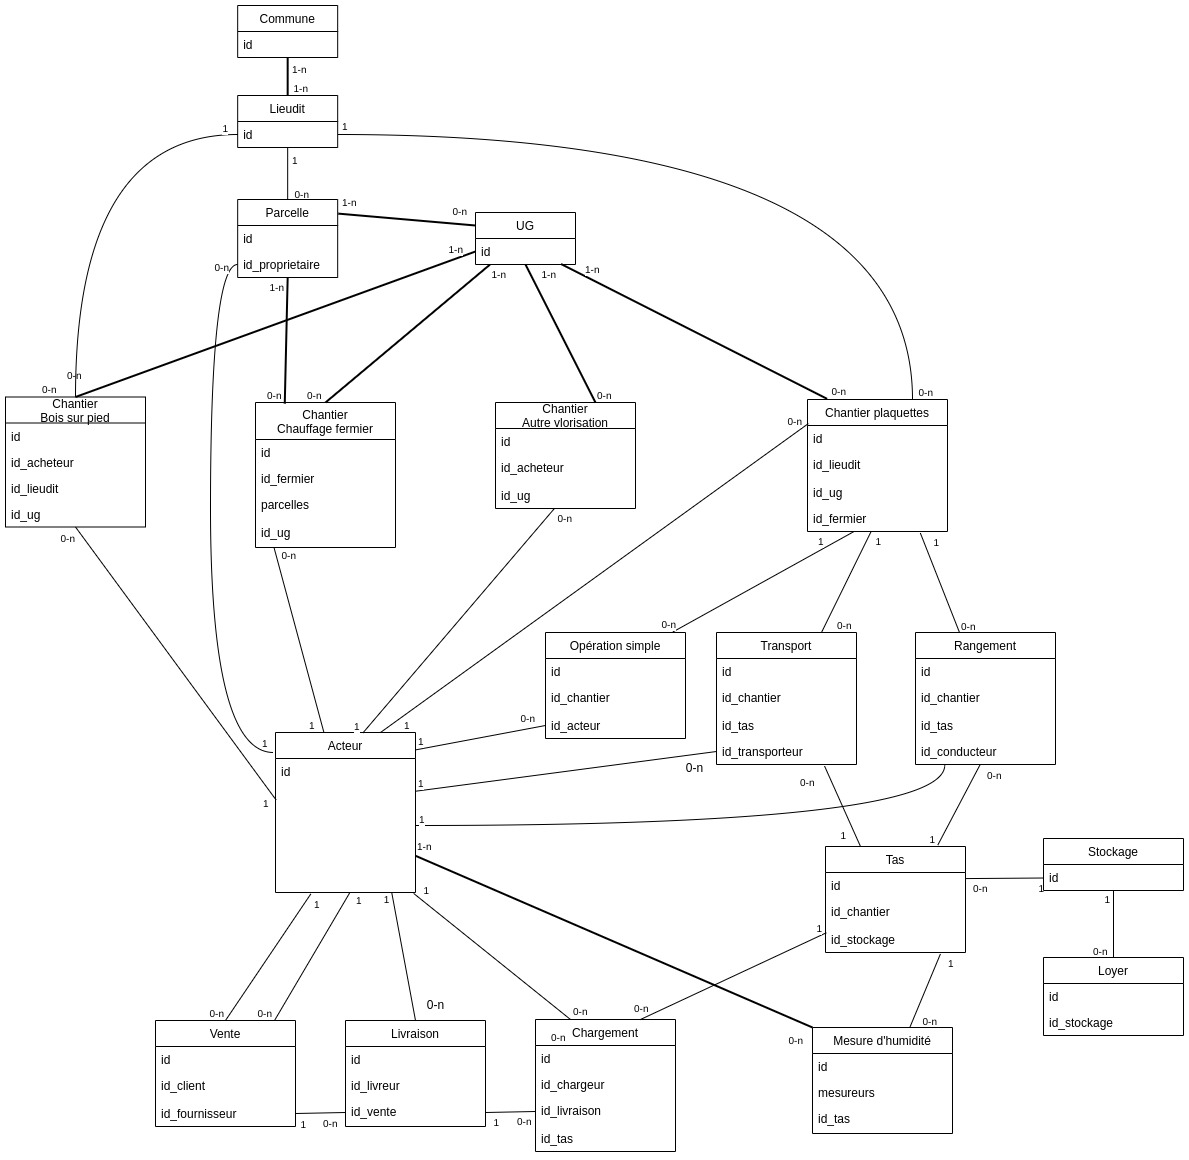 Commune
id
1-n
1-n
Lieudit
id
1
1
1
0-n
Parcelle
id
id_proprietaire
1-n
0-n
UG
id
0-n
1-n
1-n
1-n
1-n
1-n
0-n
0-n
Chantier
Bois sur pied
id
id_acheteur
id_lieudit
id_ug
0-n
0-n
0-n
Chantier
Chauffage fermier
id
id_fermier
parcelles
id_ug
0-n
0-n
Chantier
Autre vlorisation
id
id_acheteur
id_ug
0-n
0-n
0-n
0-n
Chantier plaquettes
id
id_lieudit
id_ug
id_fermier
1
1
1
0-n
Opération simple
id
id_chantier
id_acteur
0-n
0-n
Transport
id
id_chantier
id_tas
id_transporteur
0-n
0-n
0-n
Rangement
id
id_chantier
id_tas
id_conducteur
0-n
1
1
1
1
1
1
Acteur
id
1
1
1
1-n
1
1
1
1
1
1
Tas
id
id_chantier
id_stockage
0-n
1
1
1
Stockage
id
1
0-n
Loyer
id
id_stockage
0-n
0-n
Vente
id
id_client
id_fournisseur
1
0-n
0-n
Livraison
id
id_livreur
id_vente
1
0-n
0-n
0-n
0-n
Chargement
id
id_chargeur
id_livraison
id_tas
0-n
0-n
Mesure d'humidité
id
mesureurs
id_tas